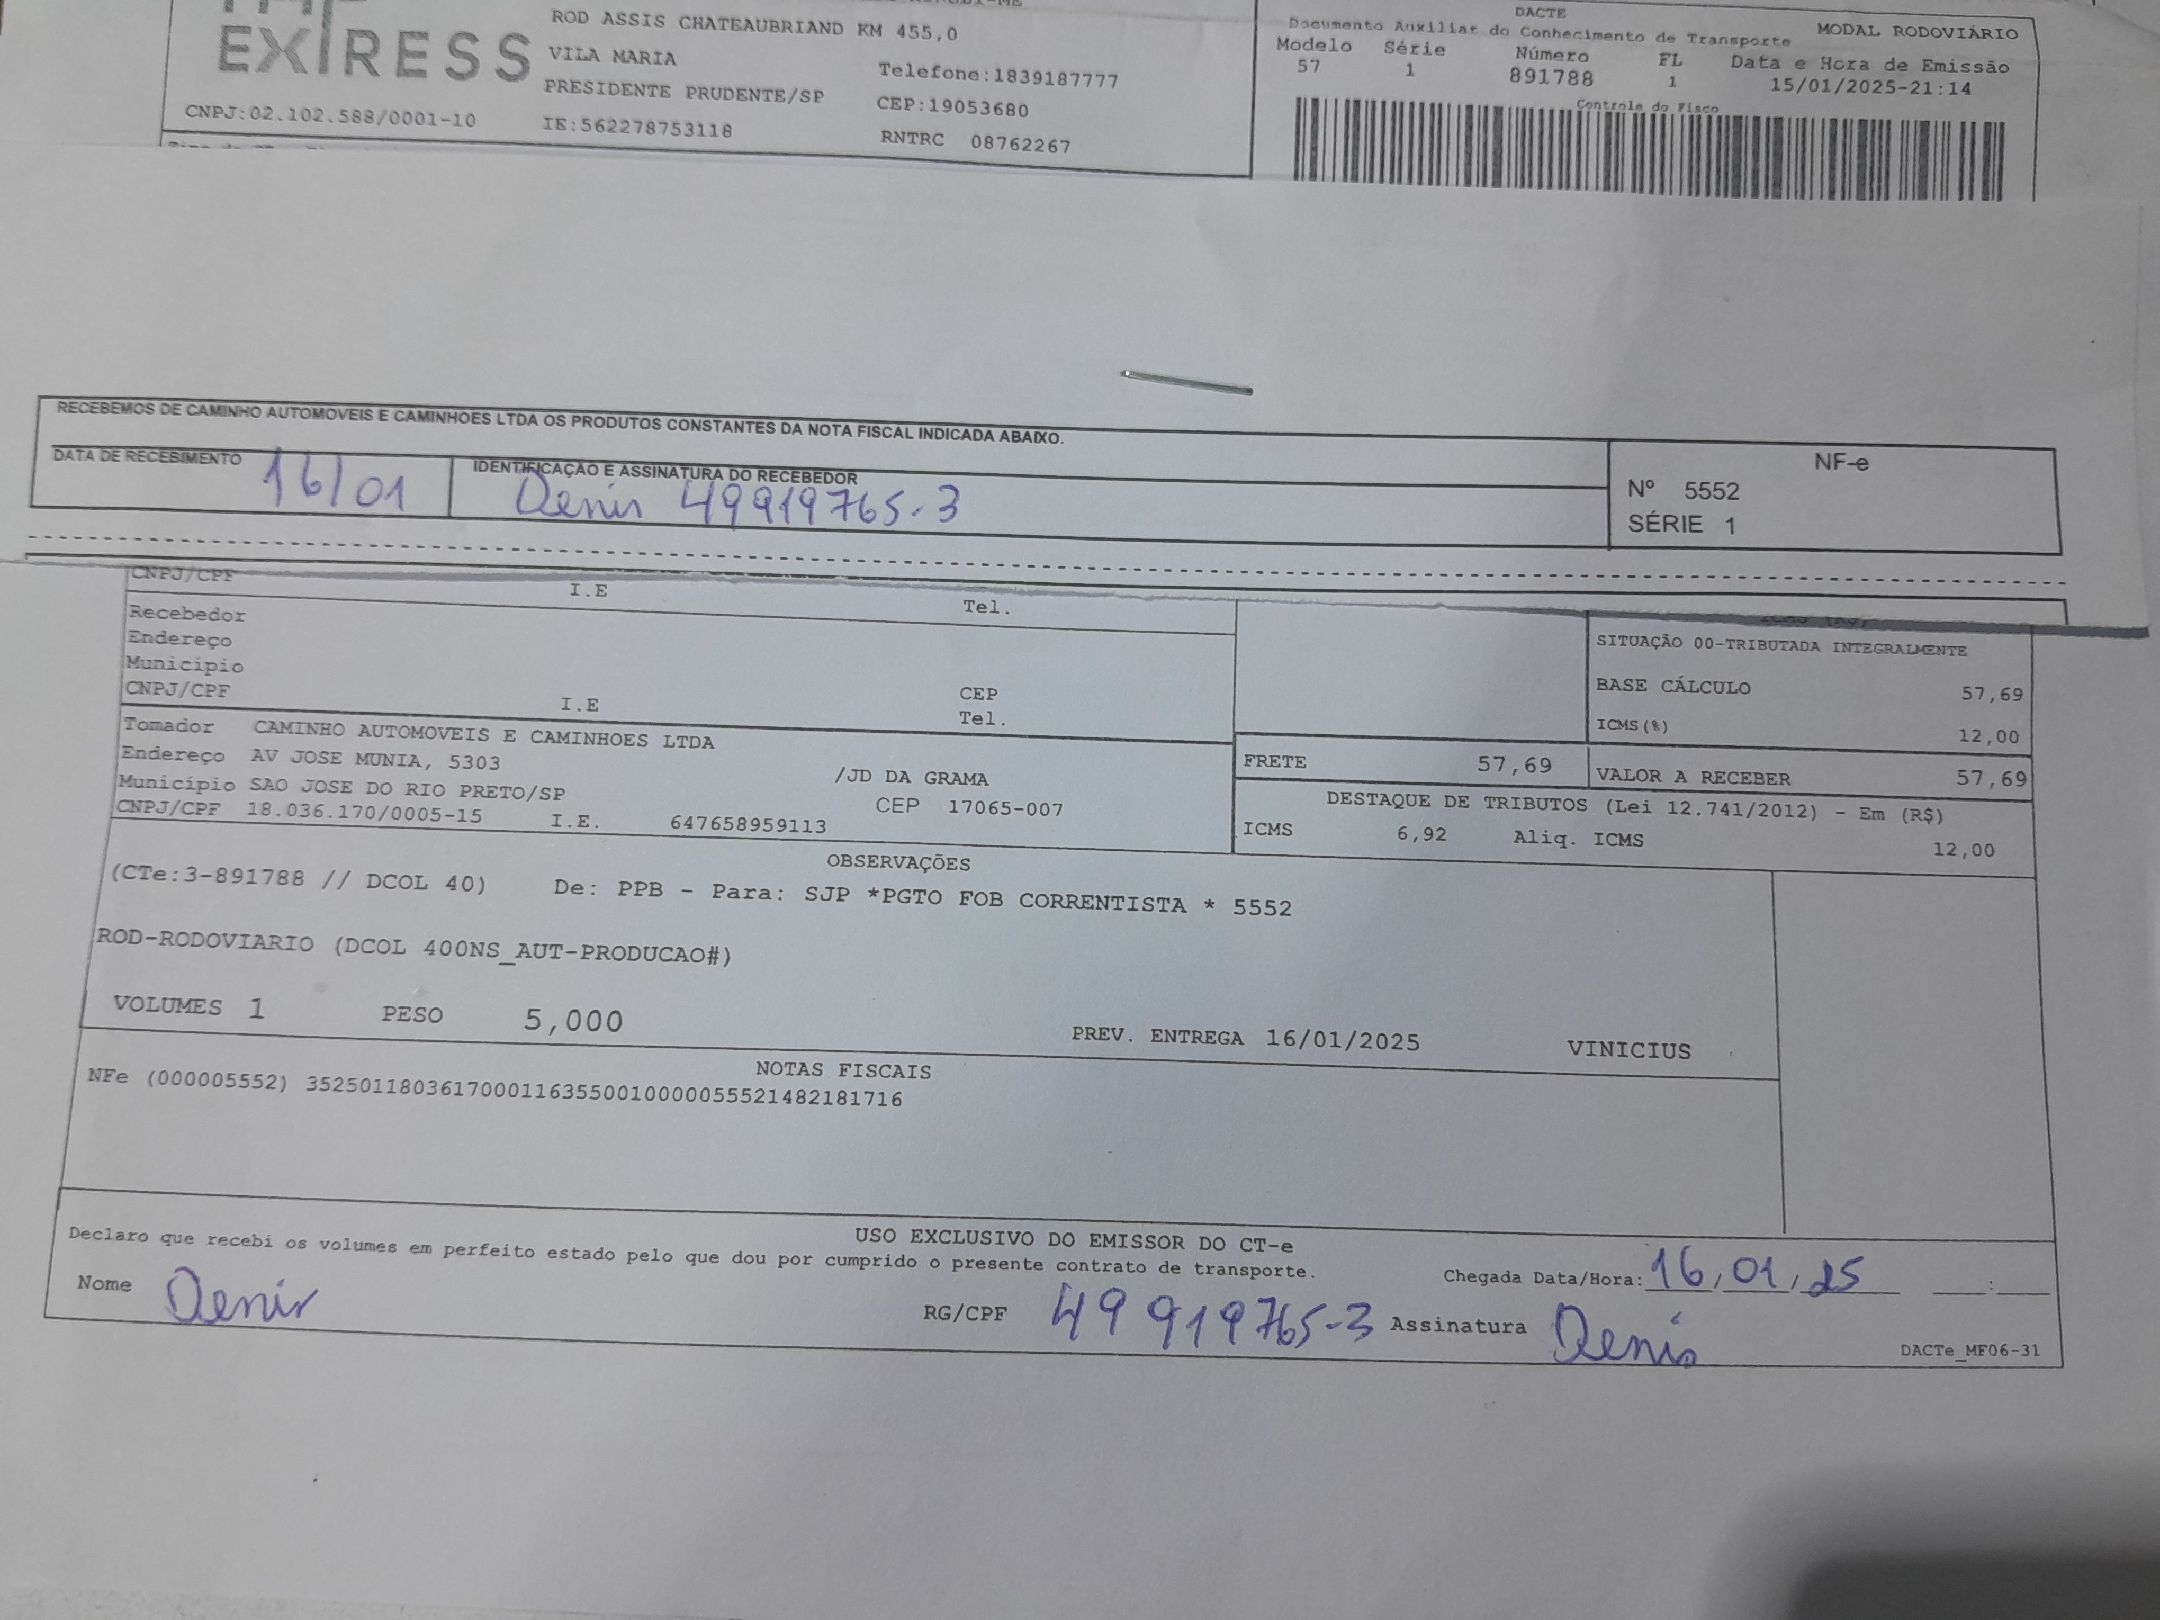 EXPRESS
ROD ASSIS CHATEAUBRIAND KM 455,0
VILA MARIA
Telefone:1839187777
PRESIDENTE PRUDENTE/SP
CEP:19053680
CNPJ:02.102.588/0001-10
IE:562278753118
RNTRC 08762267
DACTE
Documento Auxiliar do Conhecimento de Transporte
MODAL RODOVIÁRIO
Modelo Série Número FL Data e Hora de Emissão
57 1 891788 1 15/01/2025-21:14
Controle do Fisco
RECEBEMOS DE CAMINHO AUTOMOVEIS E CAMINHOES LTDA OS PRODUTOS CONSTANTES DA NOTA FISCAL INDICADA ABAIXO.
DATA DE RECEBIMENTO
16/01
IDENTIFICAÇÃO E ASSINATURA DO RECEBEDOR
Denis 49919765-3
NF-e
Nº 5552
SÉRIE 1
CNPJ/CPF I.E Tel.
Recebedor
Endereço
Município CEP
CNPJ/CPF I.E Tel.
Tomador CAMINHO AUTOMOVEIS E CAMINHOES LTDA
Endereço AV JOSE MUNIA, 5303 /JD DA GRAMA
Município SAO JOSE DO RIO PRETO/SP CEP 17065-007
CNPJ/CPF 18.036.170/0005-15 I.E. 647658959113
SITUAÇÃO 00-TRIBUTADA INTEGRALMENTE
BASE CÁLCULO 57,69
ICMS(%) 12,00
FRETE 57,69 VALOR A RECEBER 57,69
DESTAQUE DE TRIBUTOS (Lei 12.741/2012) - Em (R$)
ICMS 6,92 Aliq. ICMS 12,00
OBSERVAÇÕES
(CTe:3-891788 // DCOL 40) De: PPB - Para: SJP *PGTO FOB CORRENTISTA * 5552
ROD-RODOVIARIO (DCOL 400NS_AUT-PRODUCAO#)
VOLUMES 1 PESO 5,000 PREV. ENTREGA 16/01/2025 VINICIUS
NOTAS FISCAIS
NFe (000005552) 35250118036170001163550010000055521482181716
USO EXCLUSIVO DO EMISSOR DO CT-e
Declaro que recebi os volumes em perfeito estado pelo que dou por cumprido o presente contrato de transporte.
Chegada Data/Hora: 16/01/25 :
Nome Denis RG/CPF 49919765-3 Assinatura Denis
DACTe_MF06-31